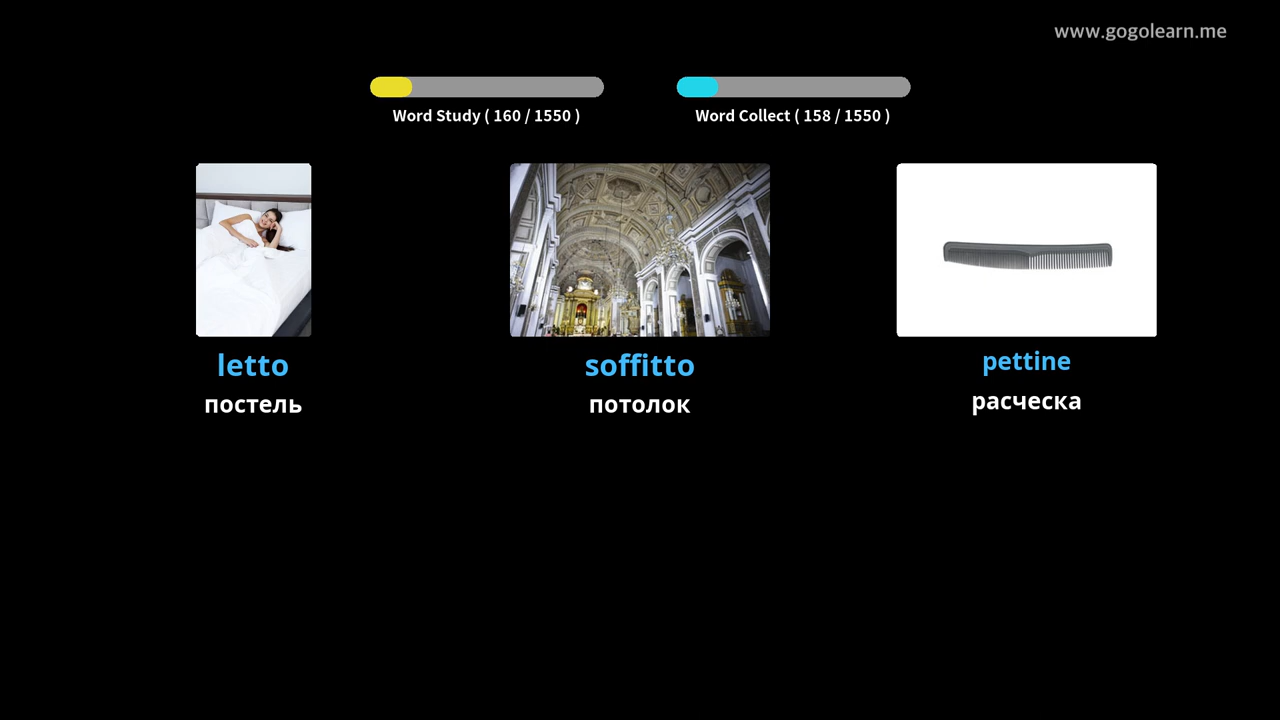 www.gogolearn.me
Word Study ( 160 / 1550 )
Word Collect ( 158 / 1550 )
letto
soffitto
pettine
постель
потолок
расческа